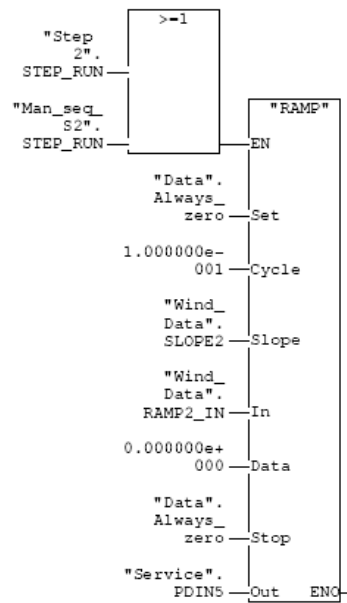 >=1
"Step
2".
STEP_RUN
"Man_seq_
S2".
STEP_RUN
"RAMP"
EN
"Data".
Always_
zero
Set
1.000000e-
001
Cycle
"Wind_
Data".
SLOPE2
Slope
"Wind_
Data".
RAMP2_IN
In
0.000000e+
000
Data
"Data".
Always_
zero
Stop
"Service".
PDIN5
Out
ENO